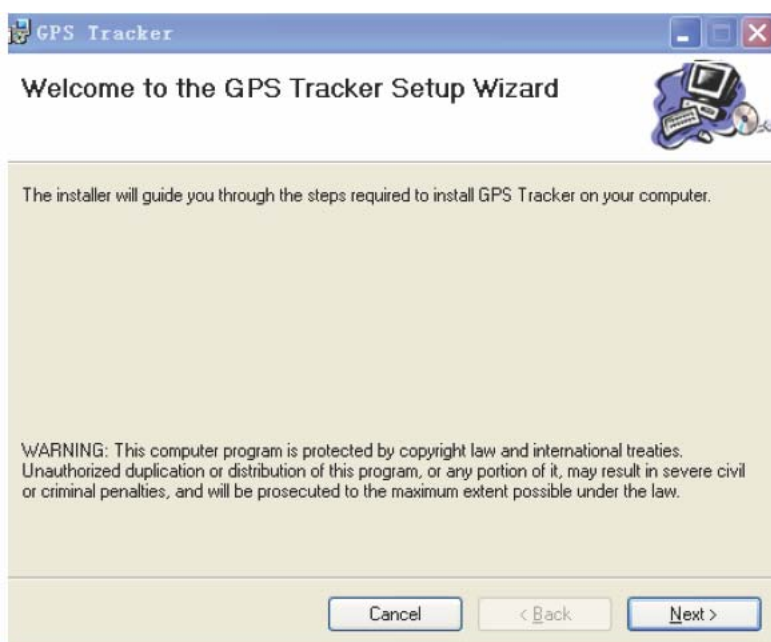 GPS Tracker
Welcome to the GPS Tracker Setup Wizard
The installer will guide you through the steps required to install GPS Tracker on your computer.
WARNING: This computer program is protected by copyright law and international treaties.
Unauthorized duplication or distribution of this program, or any portion of it, may result in severe civil
or criminal penalties, and will be prosecuted to the maximum extent possible under the law.
Cancel
< Back
Next >